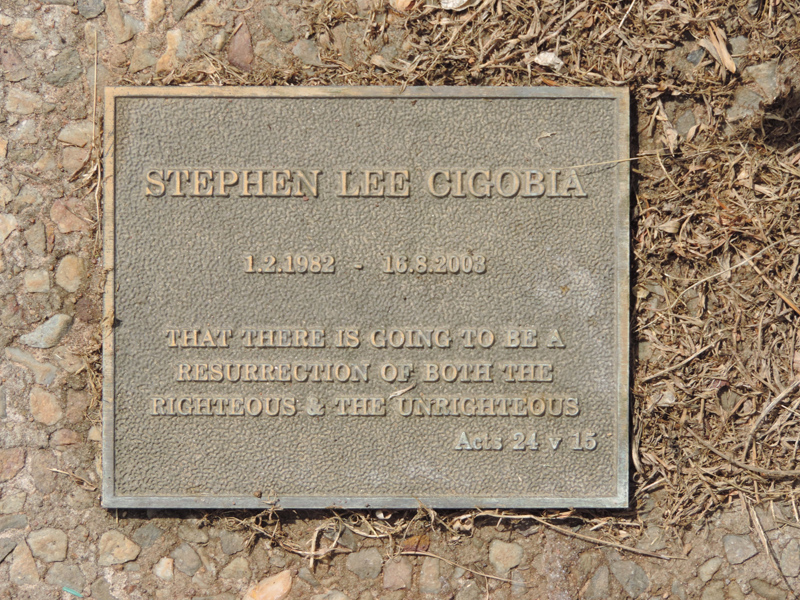 STEPHEN LEE CIGOBIA
1.2.1982 - 16.8.2003
THAT THERE IS GOING TO BE A
RESURRECTION OF BOTH THE
RIGHTEOUS & THE UNRIGHTEOUS
Acts 24 v 15